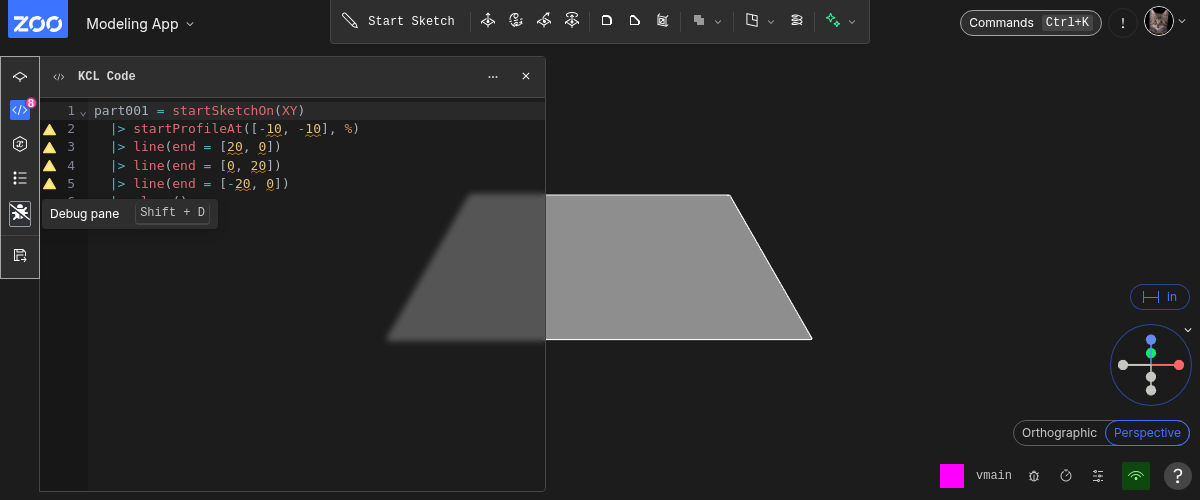 ZOO
Modeling App
Start Sketch
Commands Ctrl+K
!
</> KCL Code
8
1 part001 = startSketchOn(XY)
2 |> startProfileAt([-10, -10], %)
3 |> line(end = [20, 0])
4 |> line(end = [0, 20])
5 |> line(end = [-20, 0])
Debug pane Shift + D
in
Orthographic Perspective
vmain
?